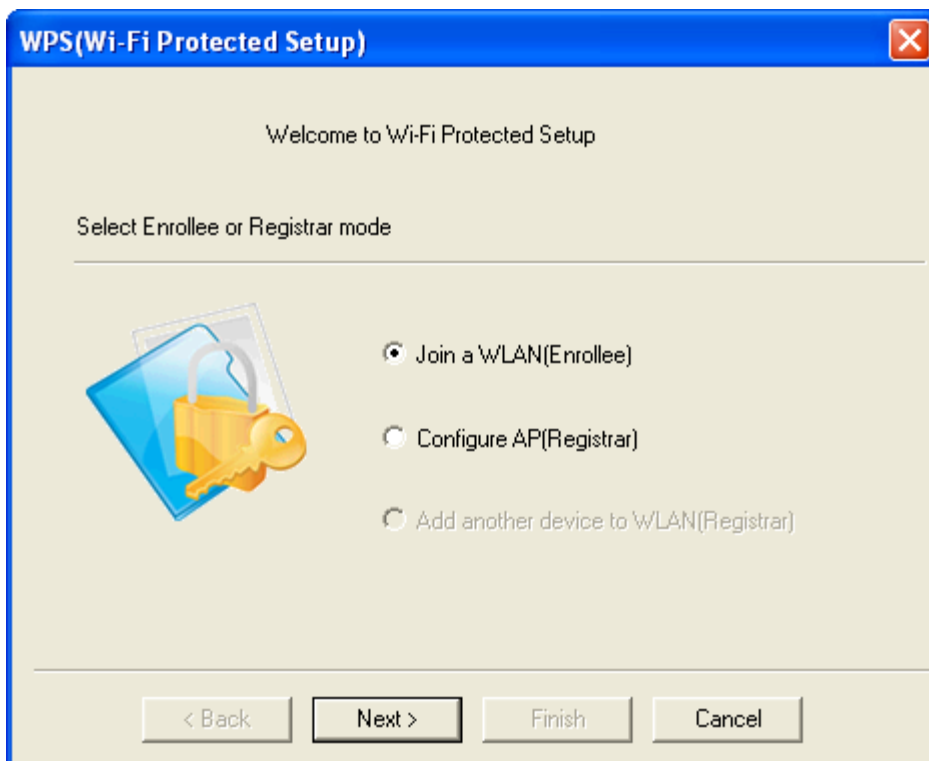 WPS(Wi-Fi Protected Setup)
Welcome to Wi-Fi Protected Setup
Select Enrollee or Registrar mode
Join a WLAN(Enrollee)
Configure AP(Registrar)
Add another device to WLAN(Registrar)
< Back Next > Finish Cancel